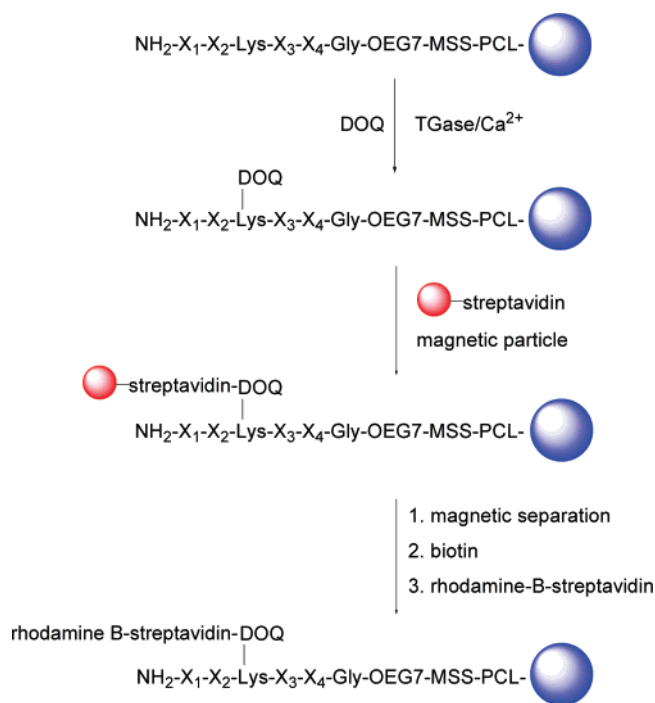 NH₂-X₁-X₂-Lys-X₃-X₄-Gly-OEG7-MSS-PCL-
DOQ TGase/Ca²⁺
DOQ
NH₂-X₁-X₂-Lys-X₃-X₄-Gly-OEG7-MSS-PCL-
streptavidin
magnetic particle
streptavidin-DOQ
NH₂-X₁-X₂-Lys-X₃-X₄-Gly-OEG7-MSS-PCL-
1. magnetic separation
2. biotin
3. rhodamine-B-streptavidin
rhodamine B-streptavidin-DOQ
NH₂-X₁-X₂-Lys-X₃-X₄-Gly-OEG7-MSS-PCL-